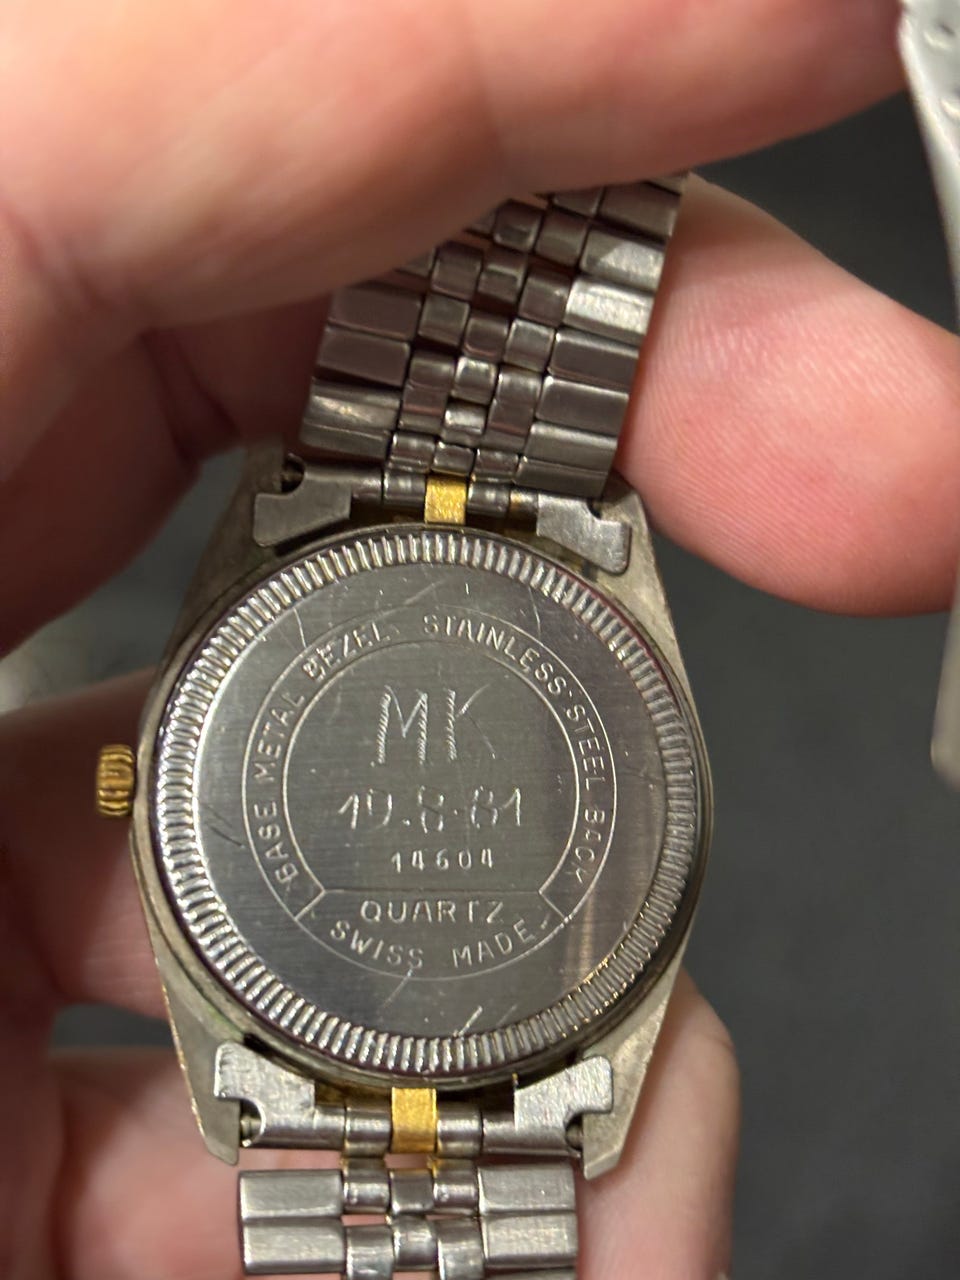 BASE METAL BEZEL STAINLESS STEEL BACK
MK
19.8.81
14604
QUARTZ
SWISS MADE